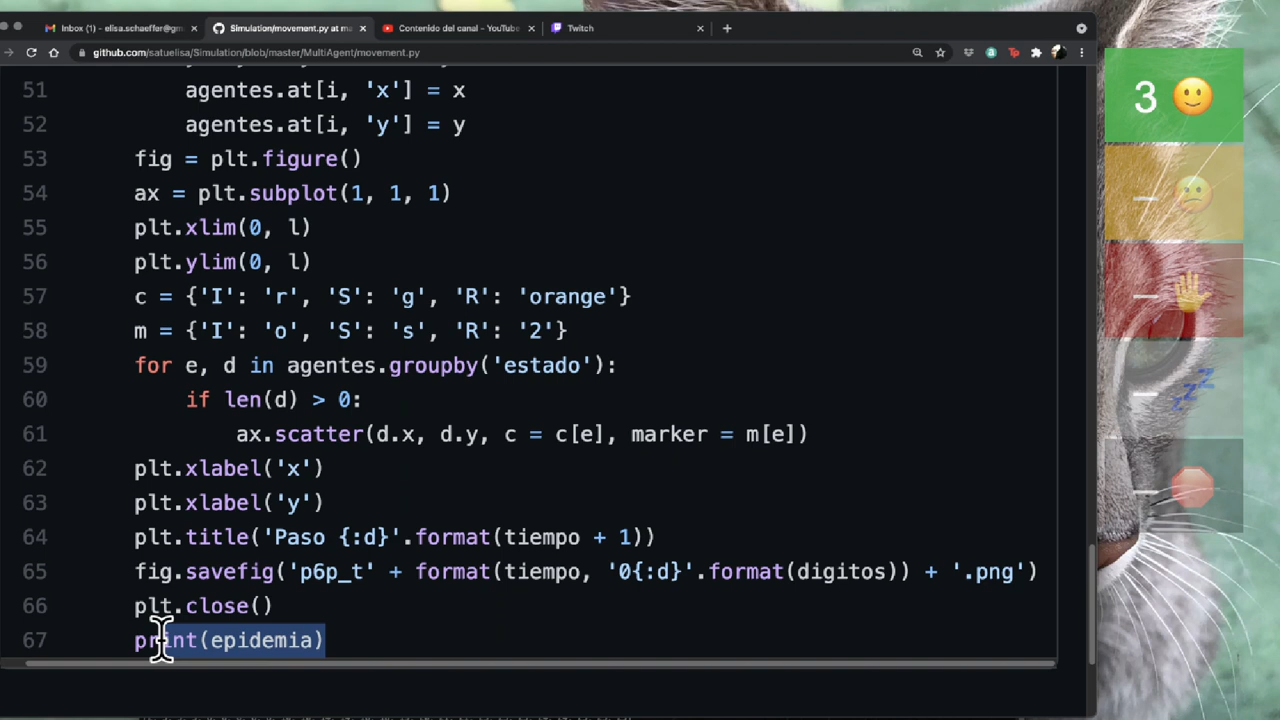 Inbox (1) - elisa.schaeffer@gm
Simulation/movement.py at m
Contenido del canal - YouTube
Twitch
github.com/satuelisa/Simulation/blob/master/MultiAgent/movement.py
51 agentes.at[i, 'x'] = x
52 agentes.at[i, 'y'] = y
53 fig = plt.figure()
54 ax = plt.subplot(1, 1, 1)
55 plt.xlim(0, l)
56 plt.ylim(0, l)
57 c = {'I': 'r', 'S': 'g', 'R': 'orange'}
58 m = {'I': 'o', 'S': 's', 'R': '2'}
59 for e, d in agentes.groupby('estado'):
60 if len(d) > 0:
61 ax.scatter(d.x, d.y, c = c[e], marker = m[e])
62 plt.xlabel('x')
63 plt.xlabel('y')
64 plt.title('Paso {:d}'.format(tiempo + 1))
65 fig.savefig('p6p_t' + format(tiempo, '0{:d}'.format(digitos)) + '.png')
66 plt.close()
67 print(epidemia)
3